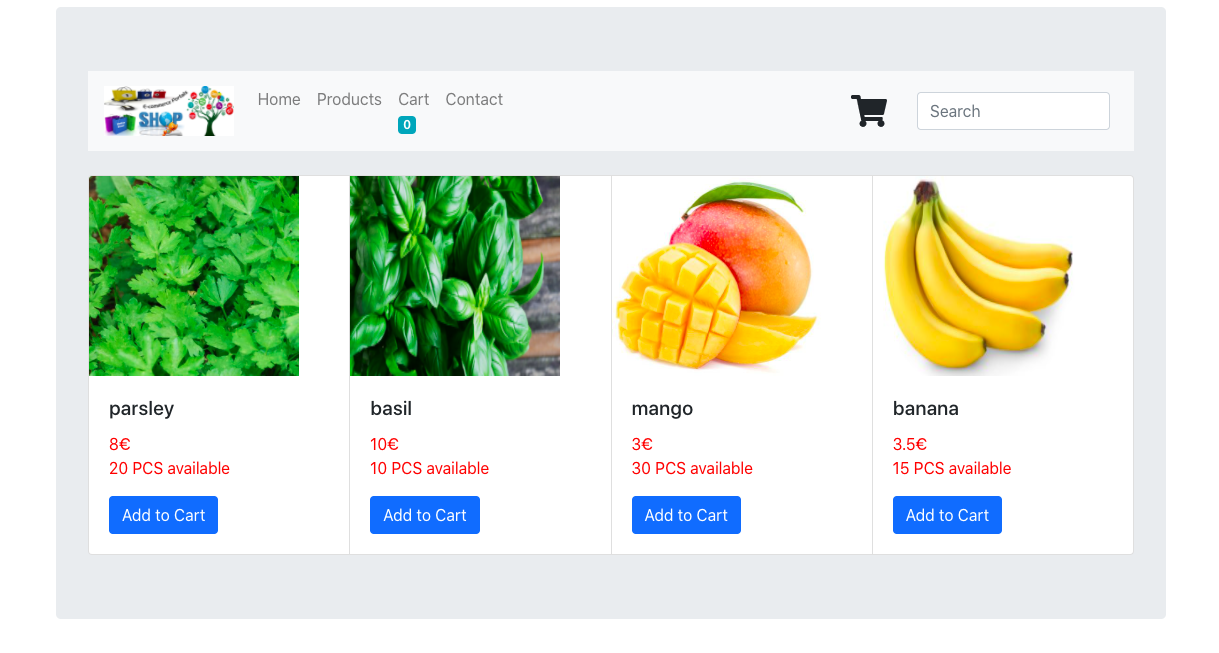 E-commerce Portals
SHOP
Home Products Cart Contact
0
Search
parsley
8€
20 PCS available
Add to Cart
basil
10€
10 PCS available
Add to Cart
mango
3€
30 PCS available
Add to Cart
banana
3.5€
15 PCS available
Add to Cart